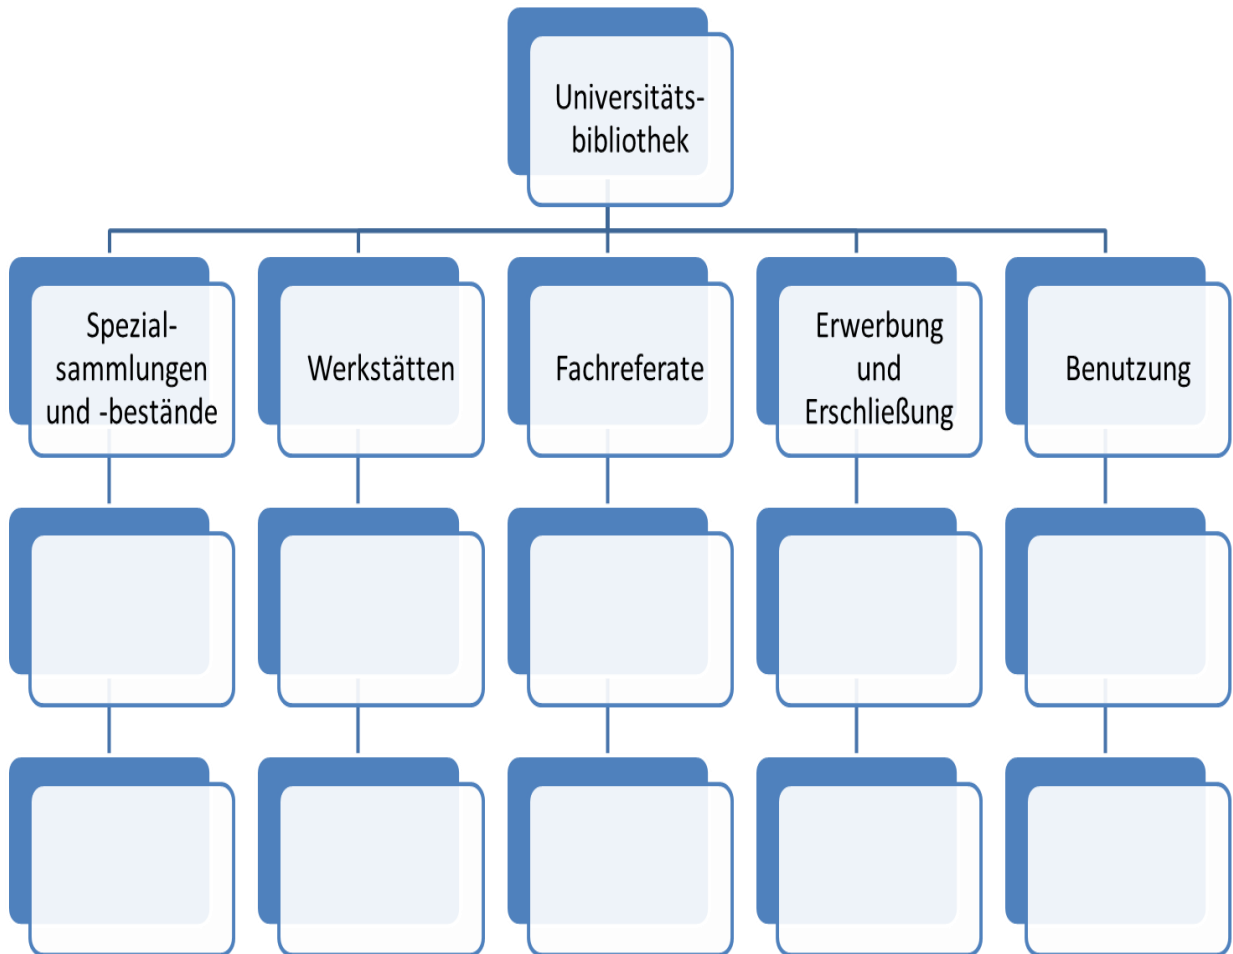 Universitäts-
bibliothek
Spezial-
sammlungen
und -bestände
Werkstätten
Fachreferate
Erwerbung
und
Erschließung
Benutzung